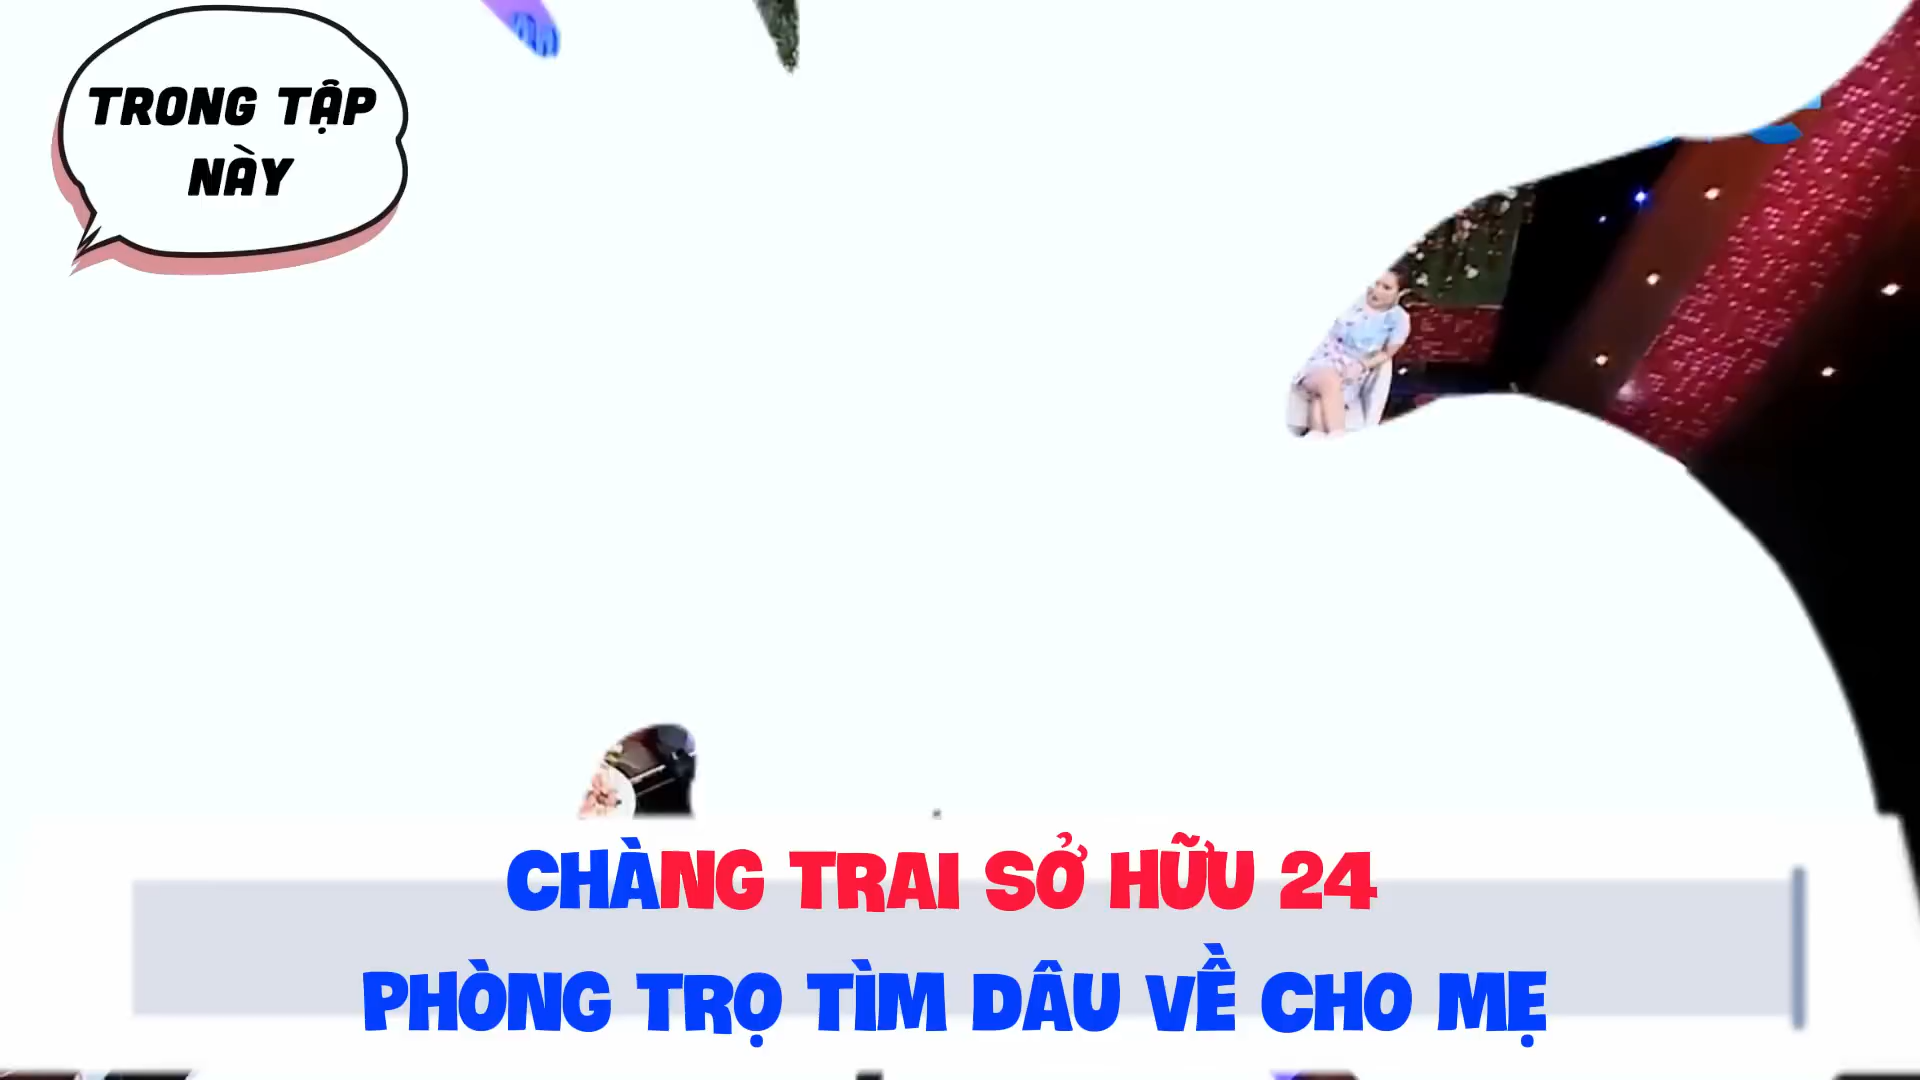 TRONG TẬP
NÀY
CHÀNG TRAI SỞ HỮU 24
PHÒNG TRỌ TÌM DÂU VỀ CHO MẸ